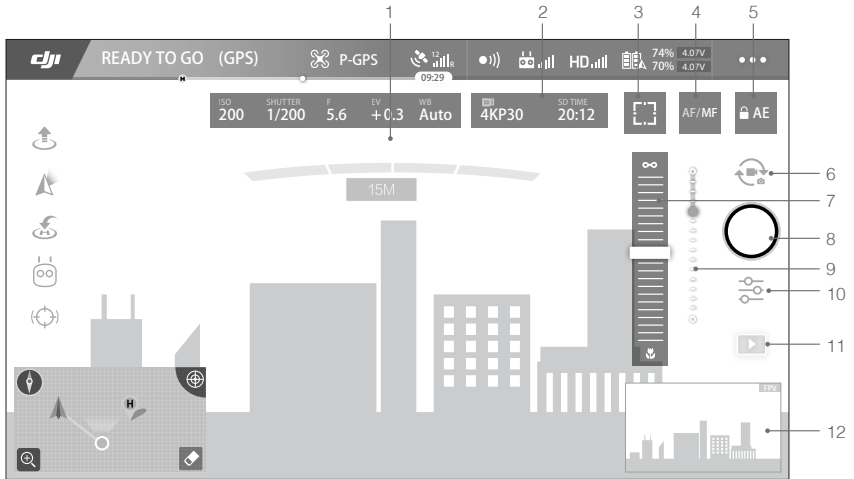 1 2 3 4 5
dji READY TO GO (GPS) P-GPS 12 R HD 74% 4.07V
70% 4.07V
H 09:29
ISO SHUTTER F EV WB SD TIME
200 1/200 5.6 +0.3 Auto 4KP30 20:12 AF/MF AE
6
15M
7
8
9
10
11
H
FPV
12